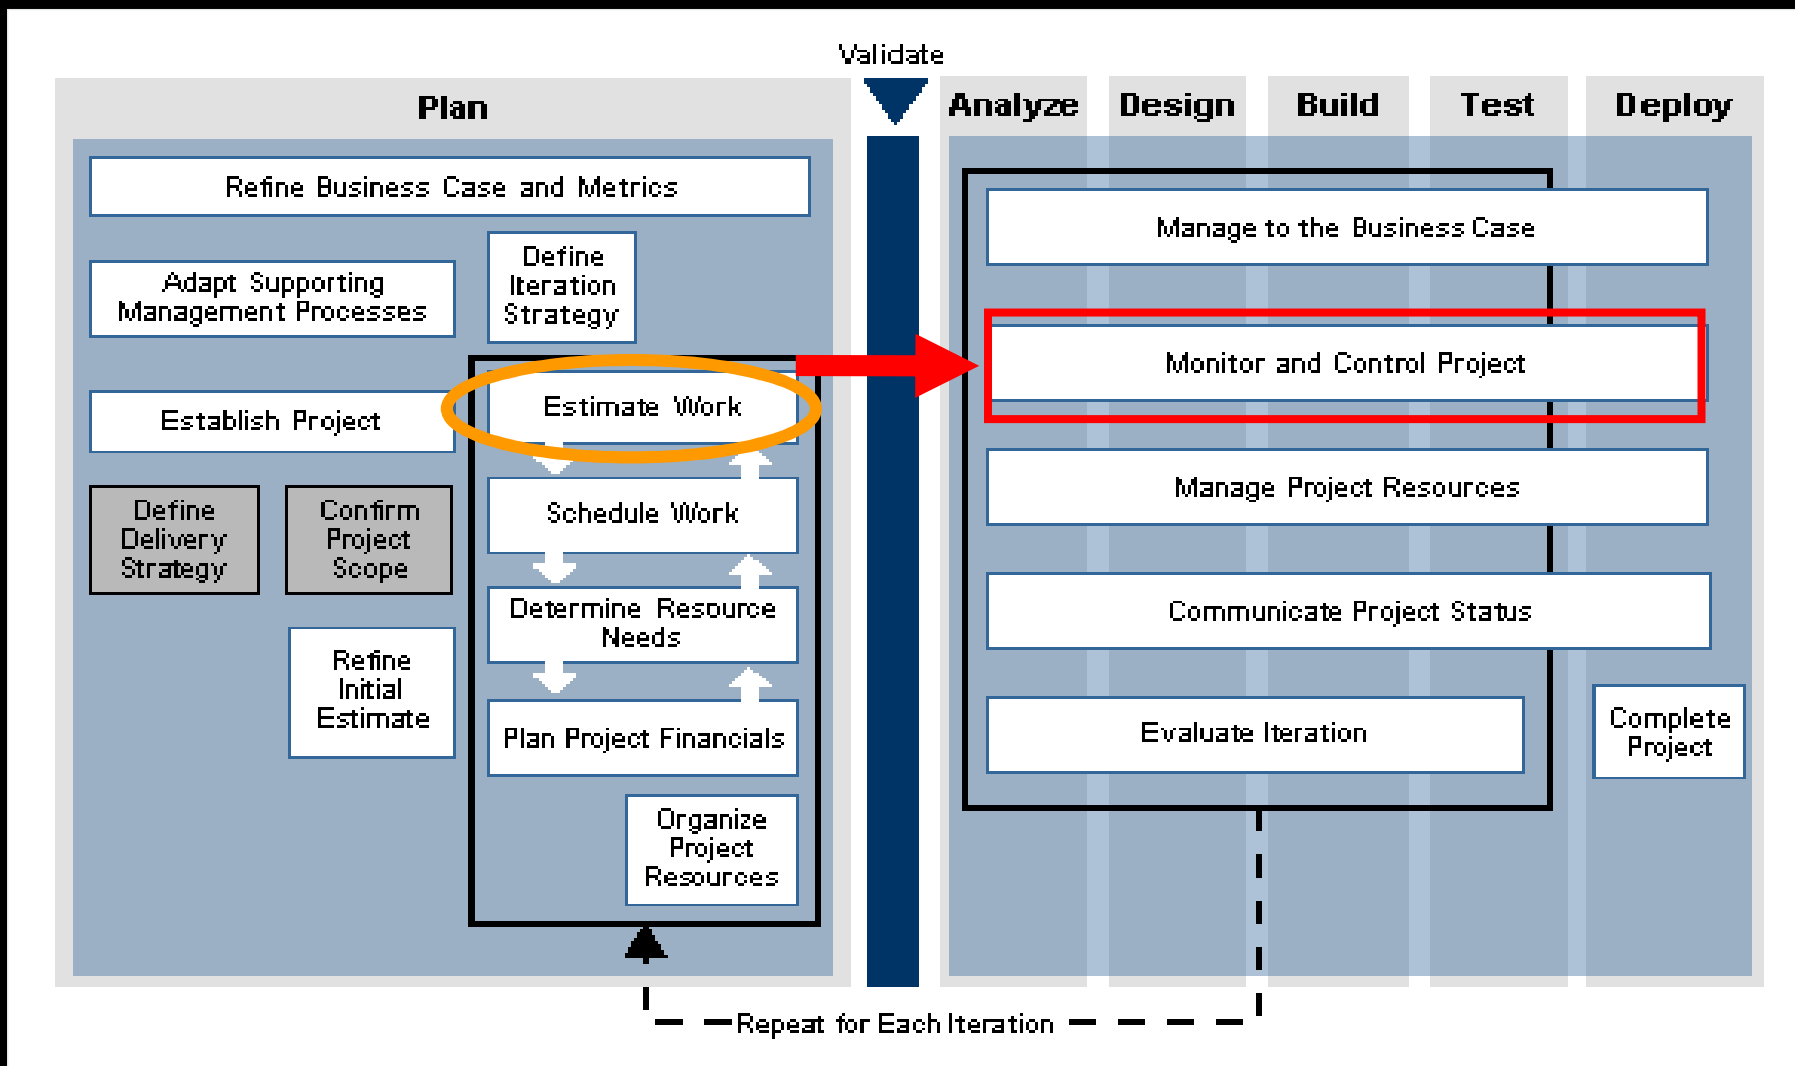 Validate
Plan
Analyze
Design
Build
Test
Deploy
Refine Business Case and Metrics
Adapt Supporting
Management Processes
Define
Iteration
Strategy
Establish Project
Define
Delivery
Strategy
Confirm
Project
Scope
Refine
Initial
Estimate
Estimate Work
Schedule Work
Determine Resource
Needs
Plan Project Financials
Organize
Project
Resources
Manage to the Business Case
Monitor and Control Project
Manage Project Resources
Communicate Project Status
Evaluate Iteration
Complete
Project
Repeat for Each Iteration